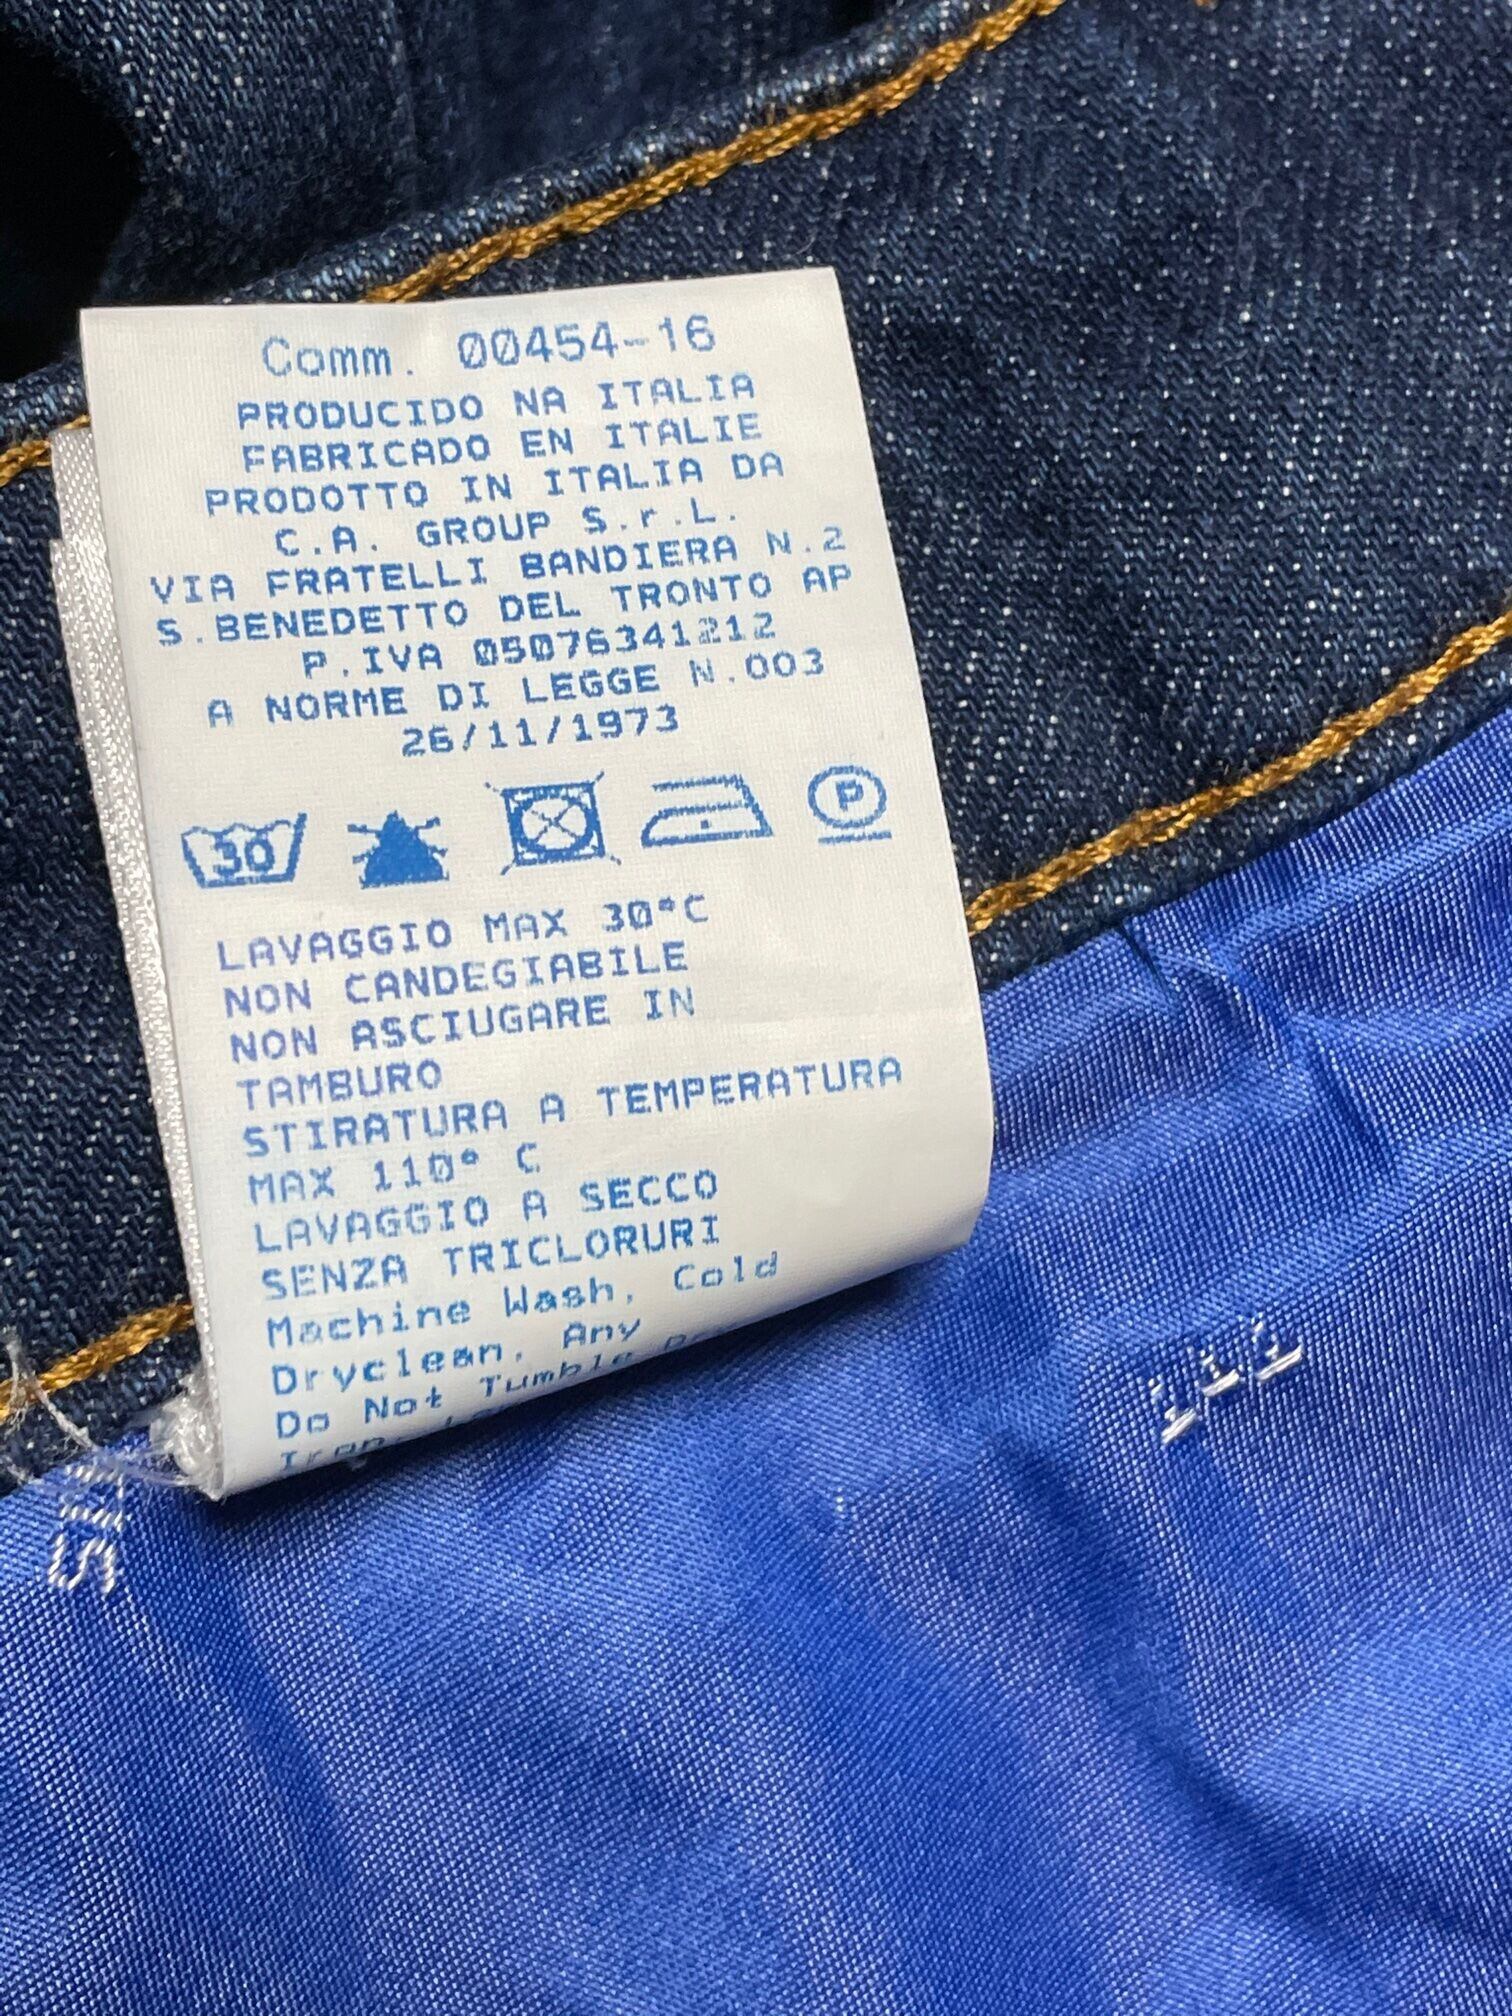 Comm. 00454-16
PRODUCIDO NA ITALIA
FABRICADO EN ITALIE
PRODOTTO IN ITALIA DA
C.A. GROUP S.r.L.
VIA FRATELLI BANDIERA N.2
S.BENEDETTO DEL TRONTO AP
P.IVA 05076341212
A NORME DI LEGGE N.003
26/11/1973
30 P
LAVAGGIO MAX 30°C
NON CANDEGIABILE
NON ASCIUGARE IN
TAMBURO
STIRATURA A TEMPERATURA
MAX 110° C
LAVAGGIO A SECCO
SENZA TRICLORURI
Machine Wash, Cold
Dryclean, Any
Do Not Tumble